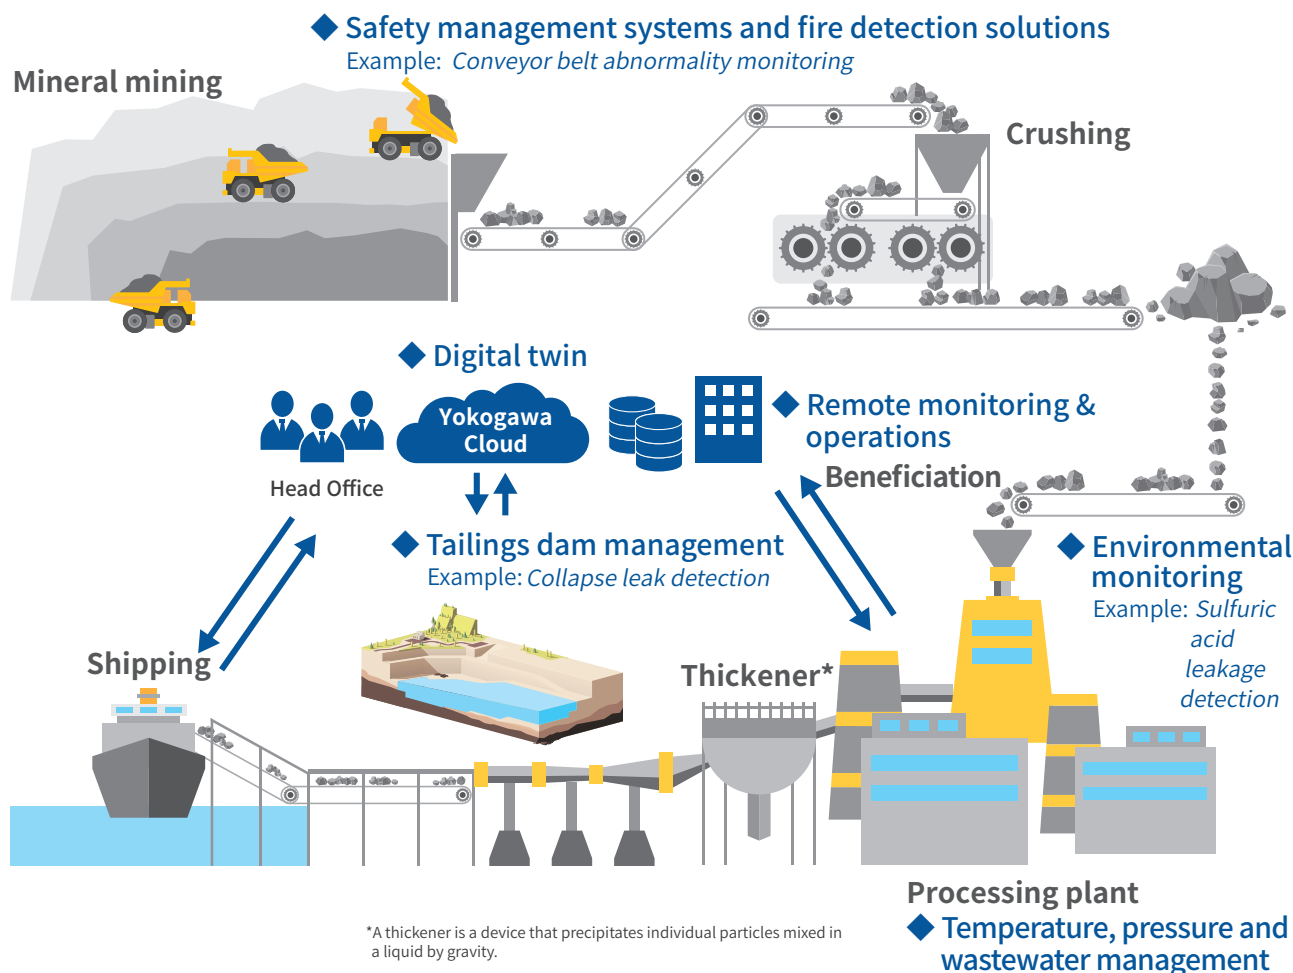 ◆ Safety management systems and fire detection solutions
Example: Conveyor belt abnormality monitoring
Mineral mining
Crushing
◆ Digital twin
Yokogawa
Cloud
◆ Remote monitoring &
operations
Head Office
Beneficiation
◆ Tailings dam management
Example: Collapse leak detection
◆ Environmental
monitoring
Example: Sulfuric
acid
leakage
detection
Shipping
Thickener*
Processing plant
◆ Temperature, pressure and
wastewater management
*A thickener is a device that precipitates individual particles mixed in
a liquid by gravity.